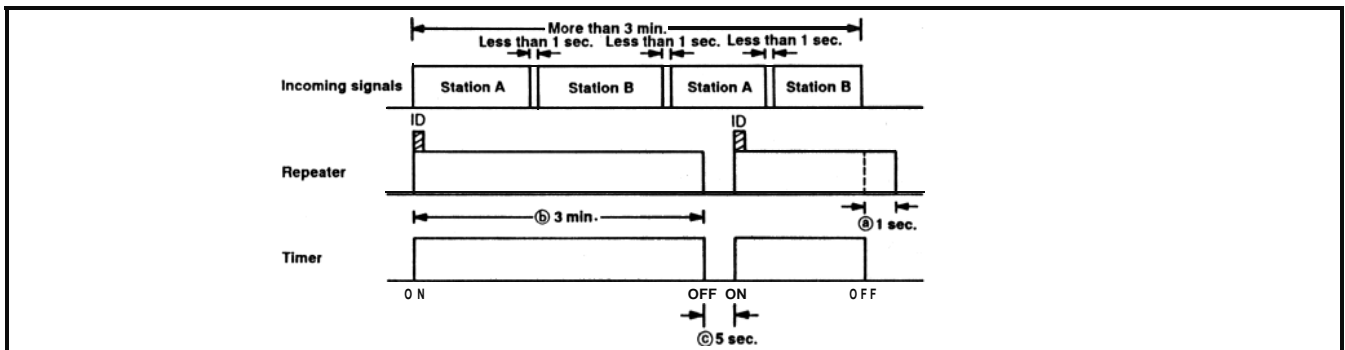 More than 3 min.
Less than 1 sec. Less than 1 sec. Less than 1 sec.
Incoming signals Station A Station B Station A Station B
ID ID
Repeater
ⓑ 3 min. ⓐ 1 sec.
Timer
ON OFF ON OFF
ⓒ 5 sec.